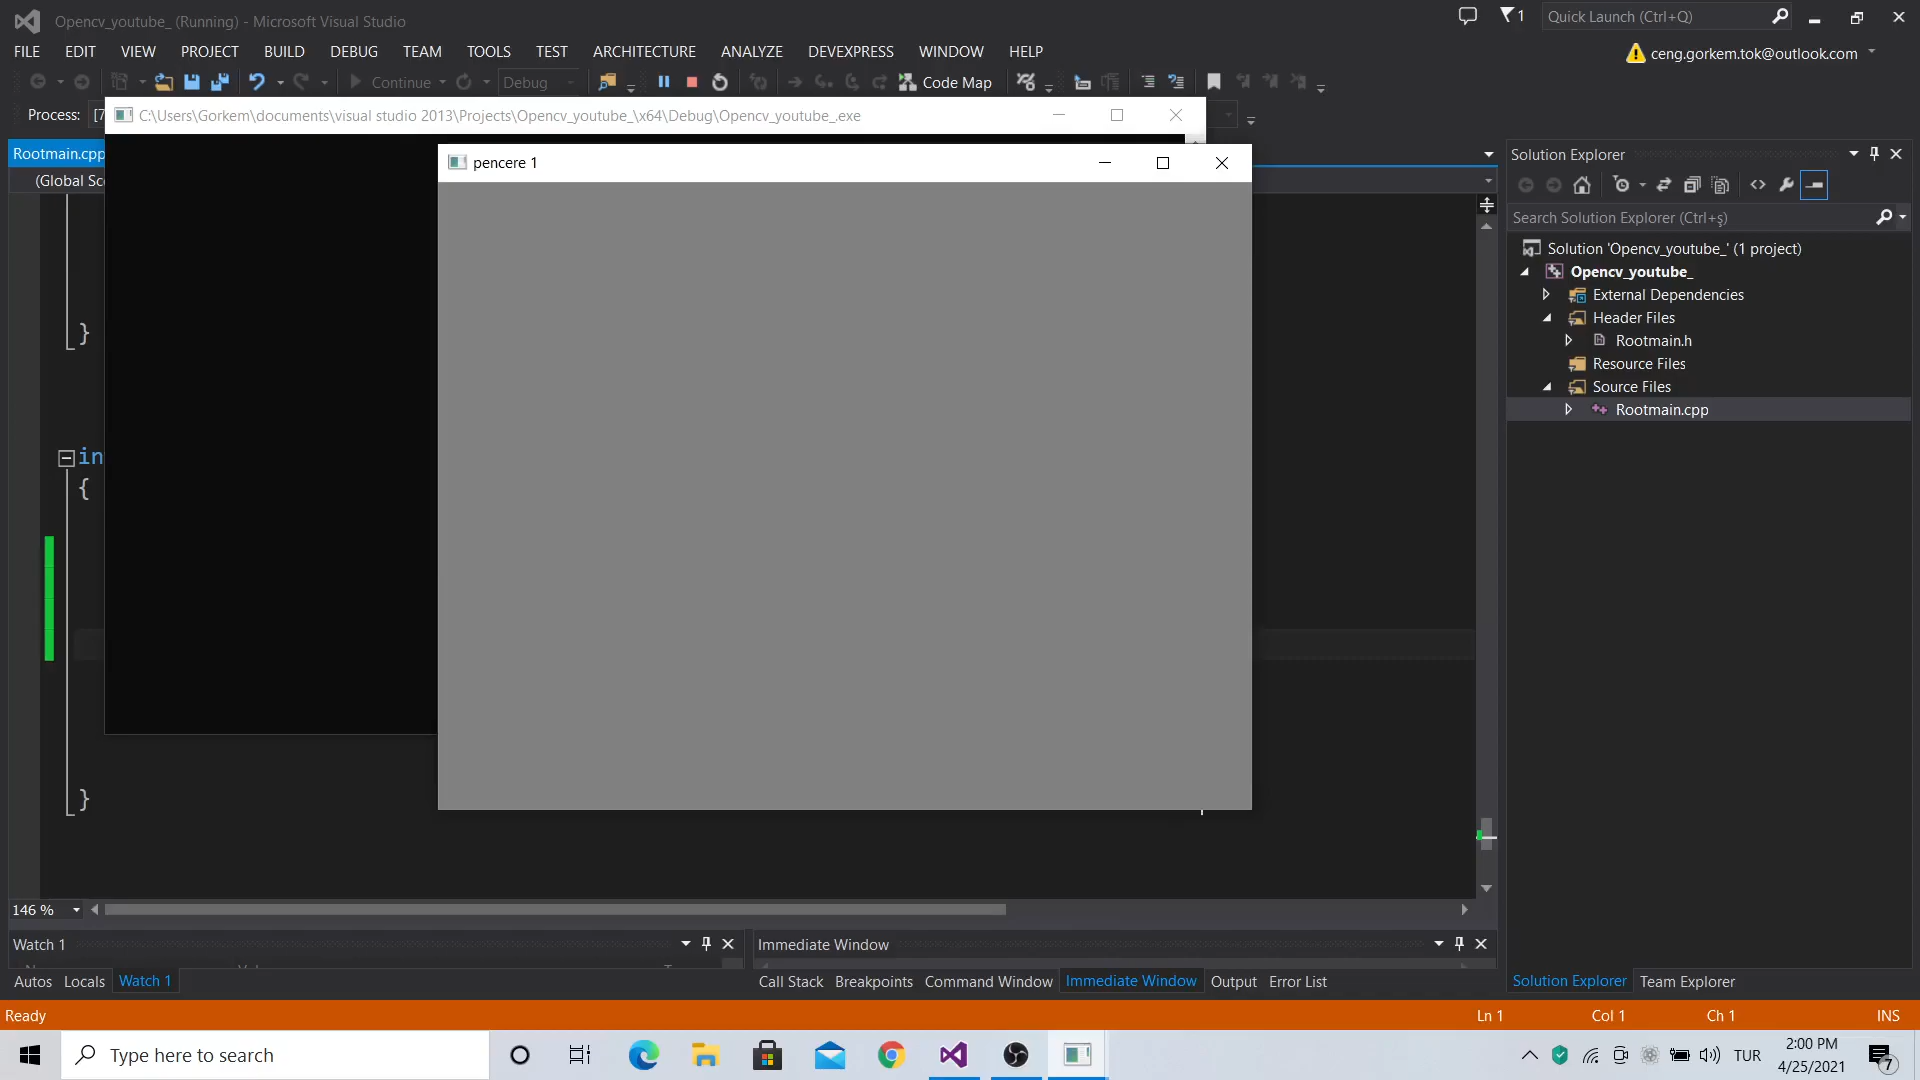 Opencv_youtube_ (Running) - Microsoft Visual Studio
1
Quick Launch (Ctrl+Q)
FILE EDIT VIEW PROJECT BUILD DEBUG TEAM TOOLS TEST ARCHITECTURE ANALYZE DEVEXPRESS WINDOW HELP
ceng.gorkem.tok@outlook.com
Continue Debug Code Map
Process: [7
C:\Users\Gorkem\documents\visual studio 2013\Projects\Opencv_youtube_\x64\Debug\Opencv_youtube_.exe
Rootmain.cpp
pencere 1
Solution Explorer
(Global Sc
Search Solution Explorer (Ctrl+ş)
Solution 'Opencv_youtube_' (1 project)
Opencv_youtube_
External Dependencies
Header Files
Rootmain.h
Resource Files
Source Files
Rootmain.cpp
}
in
{
}
146 %
Watch 1
Immediate Window
Autos Locals Watch 1
Call Stack Breakpoints Command Window Immediate Window Output Error List
Solution Explorer Team Explorer
Ready
Ln 1 Col 1 Ch 1 INS
Type here to search
TUR
2:00 PM
4/25/2021
7